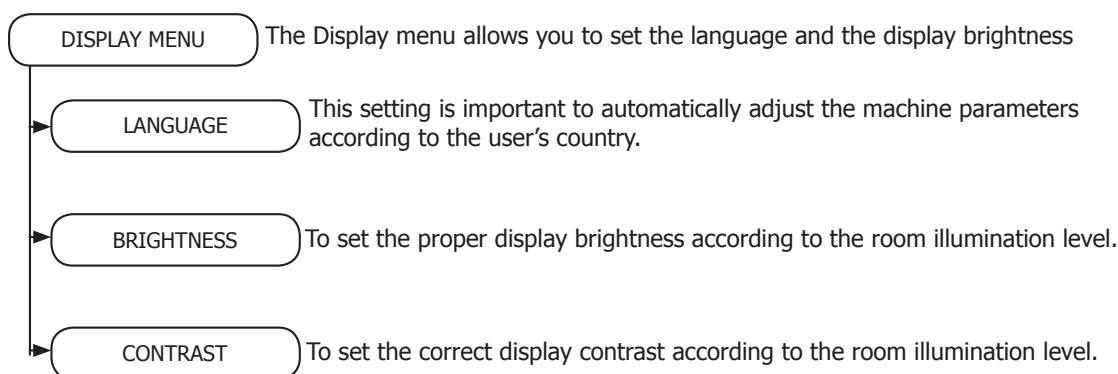 DISPLAY MENU
The Display menu allows you to set the language and the display brightness
LANGUAGE
This setting is important to automatically adjust the machine parameters
according to the user's country.
BRIGHTNESS
To set the proper display brightness according to the room illumination level.
CONTRAST
To set the correct display contrast according to the room illumination level.